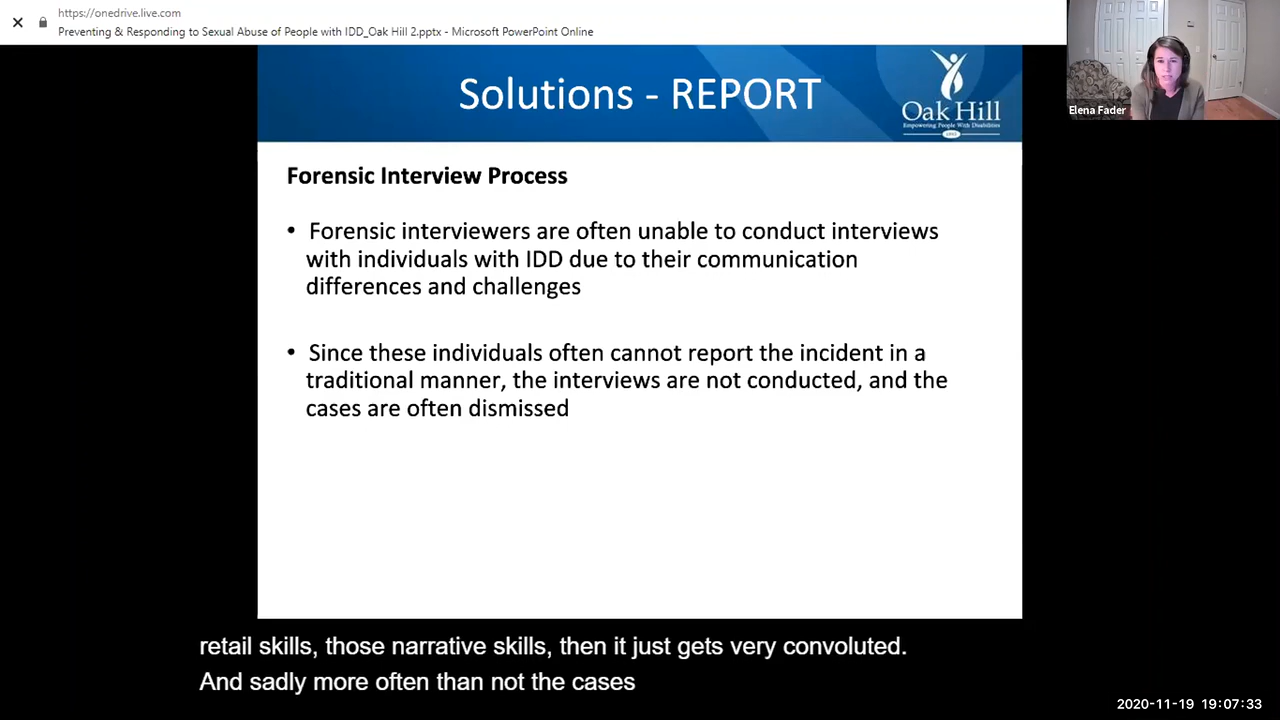 https://onedrive.live.com
Preventing & Responding to Sexual Abuse of People with IDD_Oak Hill 2.pptx - Microsoft PowerPoint Online
Elena Fader
Solutions - REPORT
Oak Hill
Empowering People With Disabilities
Forensic Interview Process
• Forensic interviewers are often unable to conduct interviews
with individuals with IDD due to their communication
differences and challenges
• Since these individuals often cannot report the incident in a
traditional manner, the interviews are not conducted, and the
cases are often dismissed
retail skills, those narrative skills, then it just gets very convoluted.
And sadly more often than not the cases
2020-11-19 19:07:33